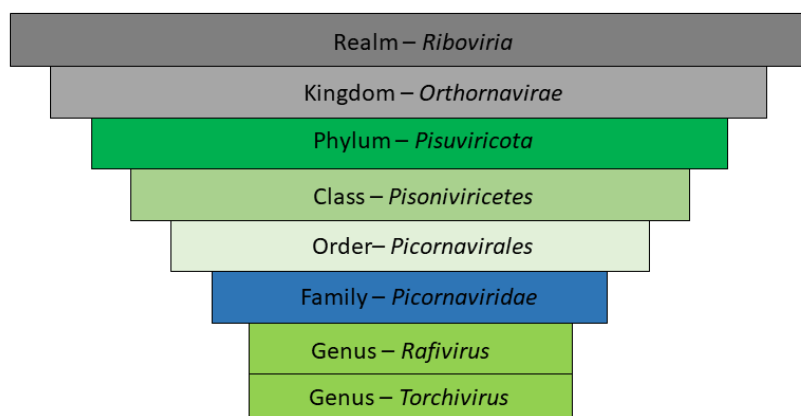 Realm – Riboviria
Kingdom – Orthornavirae
Phylum – Pisuviricota
Class – Pisoniviricetes
Order– Picornavirales
Family – Picornaviridae
Genus – Rafivirus
Genus – Torchivirus